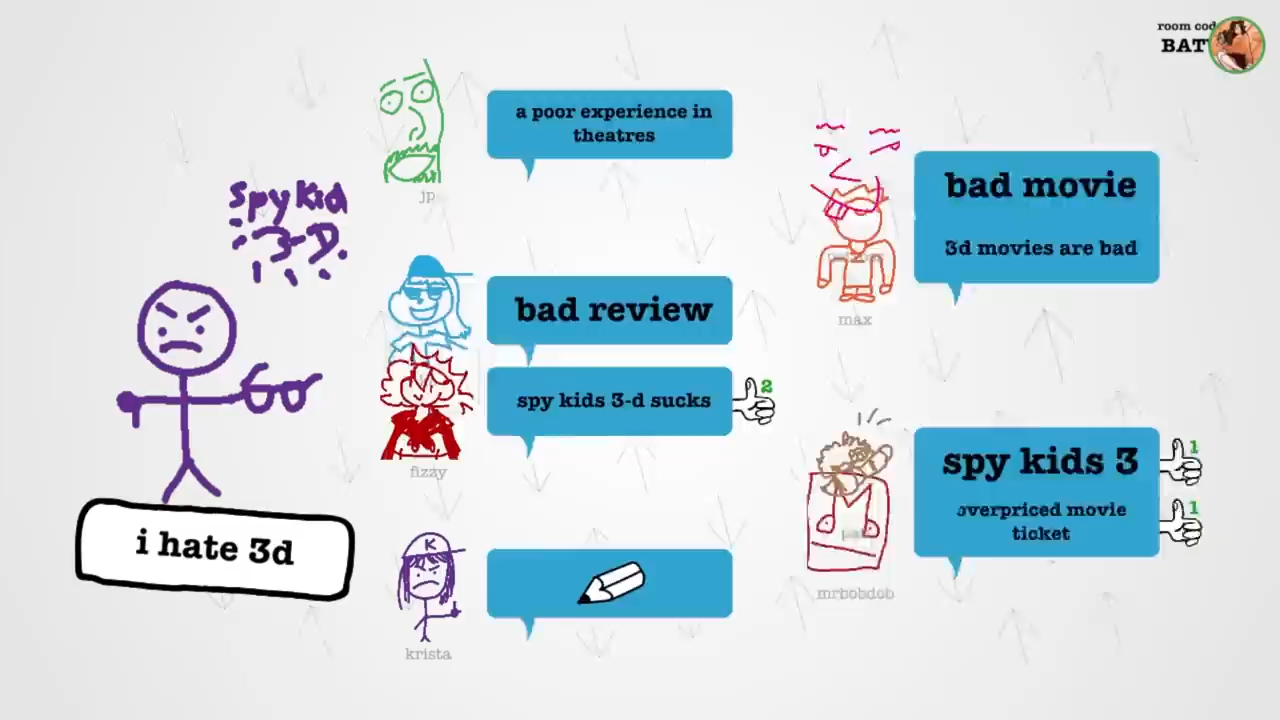 room cod
BAT
Spy Kid
3-D
i hate 3d
a poor experience in
theatres
jp
bad review
spy kids 3-d sucks
2
fizzy
K
krista
bad movie
3d movies are bad
max
spy kids 3
1
overpriced movie
ticket
1
mrbobdob